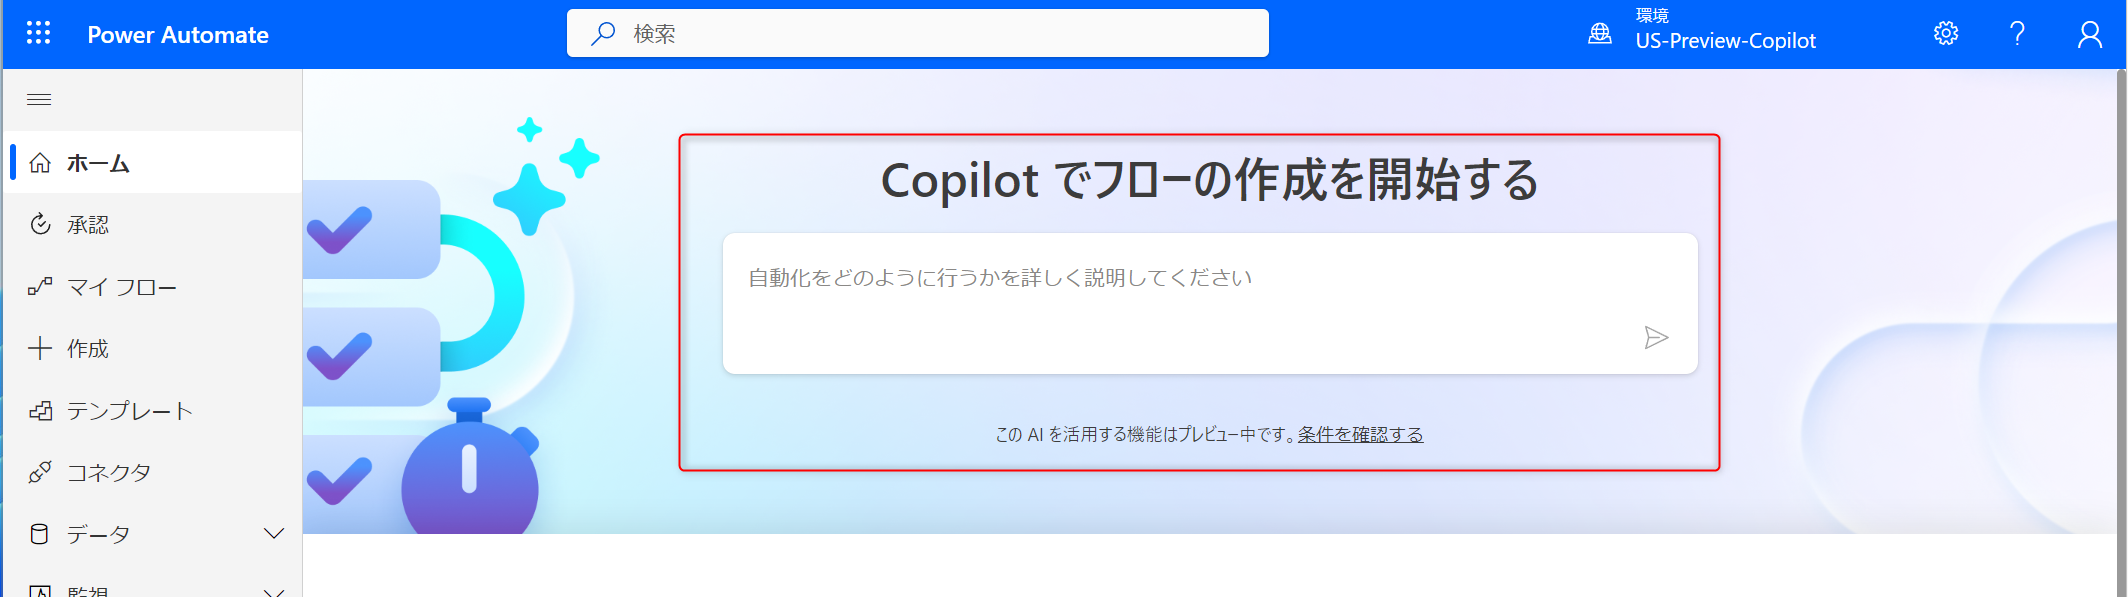 Power Automate
検索
環境
US-Preview-Copilot
ホーム
承認
マイ フロー
作成
テンプレート
コネクタ
データ
監視
Copilot でフローの作成を開始する
自動化をどのように行うかを詳しく説明してください
この AI を活用する機能はプレビュー中です。条件を確認する